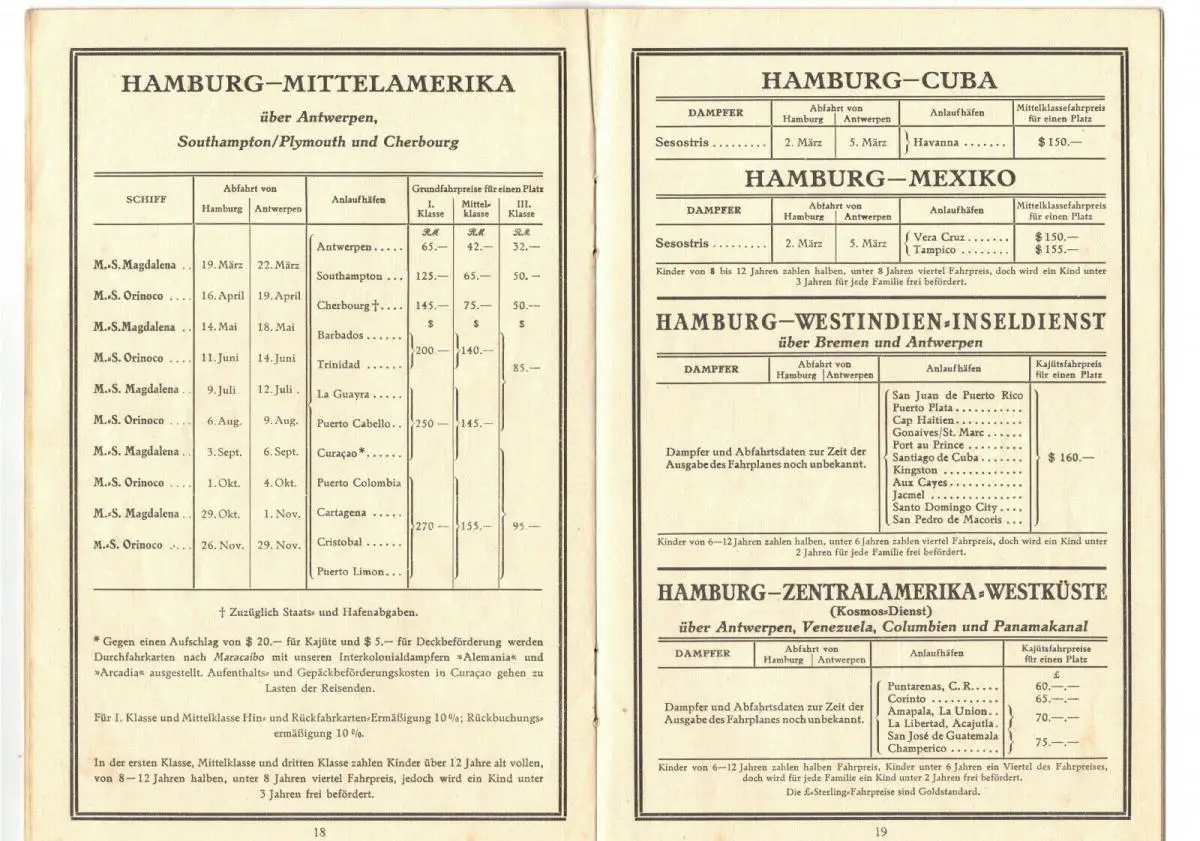 HAMBURG—MITTELAMERIKA
über Antwerpen,
Southampton/Plymouth und Cherbourg
SCHIFF
Abfahrt von
Hamburg Antwerpen
Anlaufhäfen
Grundfahrpreise für einen Platz
I. Klasse Mittel-klasse III. Klasse
RM RM RM
Antwerpen..... 65.— 42.— 32.—
M.-S.Magdalena .. 19. März 22. März
Southampton ... 125.— 65.— 50.—
M.-S. Orinoco .... 16. April 19. April
Cherbourg †.... 145.— 75.— 50.—
$ $ $
M.-S.Magdalena .. 14. Mai 18. Mai
Barbados......
200.— 140.—
M.-S. Orinoco .... 11. Juni 14. Juni
Trinidad ......
85.—
M.-S. Magdalena .. 9. Juli 12. Juli .
La Guayra.....
M.-S. Orinoco .... 6. Aug. 9. Aug.
Puerto Cabello.. 250 — 145.—
M.-S. Magdalena .. 3. Sept. 6. Sept.
Curaçao*......
M.-S. Orinoco .... 1. Okt. 4. Okt.
Puerto Colombia
M.-S. Magdalena .. 29. Okt. 1. Nov.
Cartagena .....
270 — 155.— 95.—
M.-S. Orinoco .... 26. Nov. 29. Nov.
Cristobal ......
Puerto Limon...
† Zuzüglich Staats- und Hafenabgaben.
* Gegen einen Aufschlag von $ 20.— für Kajüte und $ 5.— für Deckbeförderung werden
Durchfahrkarten nach Maracaibo mit unseren Interkolonialdampfern »Alemania« und
»Arcadia« ausgestellt. Aufenthalts- und Gepäckbeförderungskosten in Curaçao gehen zu
Lasten der Reisenden.
Für I. Klasse und Mittelklasse Hin- und Rückfahrkarten-Ermäßigung 10%; Rückbuchungs-
ermäßigung 10%.
In der ersten Klasse, Mittelklasse und dritten Klasse zahlen Kinder über 12 Jahre alt vollen,
von 8—12 Jahren halben, unter 8 Jahren viertel Fahrpreis, jedoch wird ein Kind unter
3 Jahren frei befördert.
18
HAMBURG—CUBA
DAMPFER
Abfahrt von
Hamburg Antwerpen
Anlaufhäfen
Mittelklassefahrpreis
für einen Platz
Sesostris ......... 2. März 5. März Havanna ....... $ 150.—
HAMBURG—MEXIKO
DAMPFER
Abfahrt von
Hamburg Antwerpen
Anlaufhäfen
Mittelklassefahrpreis
für einen Platz
Sesostris ......... 2. März 5. März
Vera Cruz....... $ 150.—
Tampico ........ $ 155.—
Kinder von 8 bis 12 Jahren zahlen halben, unter 8 Jahren viertel Fahrpreis, doch wird ein Kind unter
3 Jahren für jede Familie frei befördert.
HAMBURG—WESTINDIEN-INSELDIENST
über Bremen und Antwerpen
DAMPFER
Abfahrt von
Hamburg Antwerpen
Anlaufhäfen
Kajütsfahrpreis
für einen Platz
Dampfer und Abfahrtsdaten zur Zeit der
Ausgabe des Fahrplanes noch unbekannt.
San Juan de Puerto Rico
Puerto Plata...........
Cap Haitien...........
Gonaives/St. Marc ......
Port au Prince .........
Santiago de Cuba....... $ 160.—
Kingston ............
Aux Cayes............
Jacmel ...............
Santo Domingo City ....
San Pedro de Macoris ...
Kinder von 6—12 Jahren zahlen halben, unter 6 Jahren zahlen viertel Fahrpreis, doch wird ein Kind unter
2 Jahren für jede Familie frei befördert.
HAMBURG—ZENTRALAMERIKA-WESTKÜSTE
(Kosmos-Dienst)
über Antwerpen, Venezuela, Columbien und Panamakanal
DAMPFER
Abfahrt von
Hamburg Antwerpen
Anlaufhäfen
Kajütsfahrpreise
für einen Platz
£
Dampfer und Abfahrtsdaten zur Zeit der
Ausgabe des Fahrplanes noch unbekannt.
Puntarenas, C. R..... 60.—.—
Corinto ............ 65.—.—
Amapala, La Union..
La Libertad, Acajutla. 70.—.—
San José de Guatemala
Champerico ........ 75.—.—
Kinder von 6—12 Jahren zahlen halben Fahrpreis, Kinder unter 6 Jahren ein Viertel des Fahrpreises,
doch wird für jede Familie ein Kind unter 2 Jahren frei befördert.
Die £-Sterling-Fahrpreise sind Goldstandard.
19